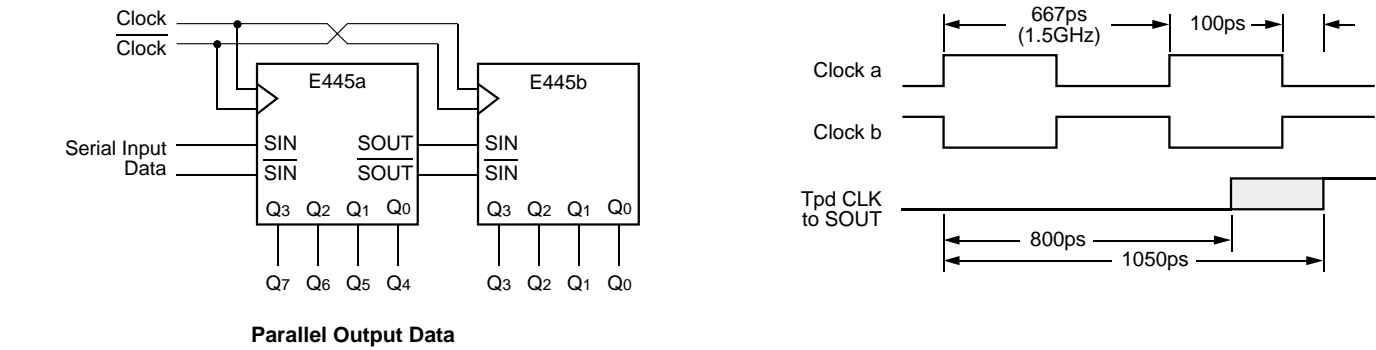 Clock
Clock
E445a
E445b
Serial Input
Data
SIN
SIN
SOUT
SOUT
SIN
SIN
Q3 Q2 Q1 Q0
Q3 Q2 Q1 Q0
Q7 Q6 Q5 Q4
Q3 Q2 Q1 Q0
Parallel Output Data
667ps
(1.5GHz)
100ps
Clock a
Clock b
Tpd CLK
to SOUT
800ps
1050ps